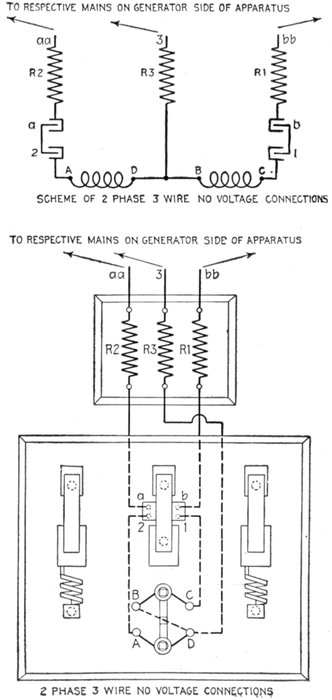 TO RESPECTIVE MAINS ON GENERATOR SIDE OF APPARATUS
aa 3 bb
R2 R3 R1
a b
2 1
A D B C
SCHEME OF 2 PHASE 3 WIRE NO VOLTAGE CONNECTIONS
TO RESPECTIVE MAINS ON GENERATOR SIDE OF APPARATUS
aa 3 bb
R2 R3 R1
a b
2 1
B C
A D
2 PHASE 3 WIRE NO VOLTAGE CONNECTIONS